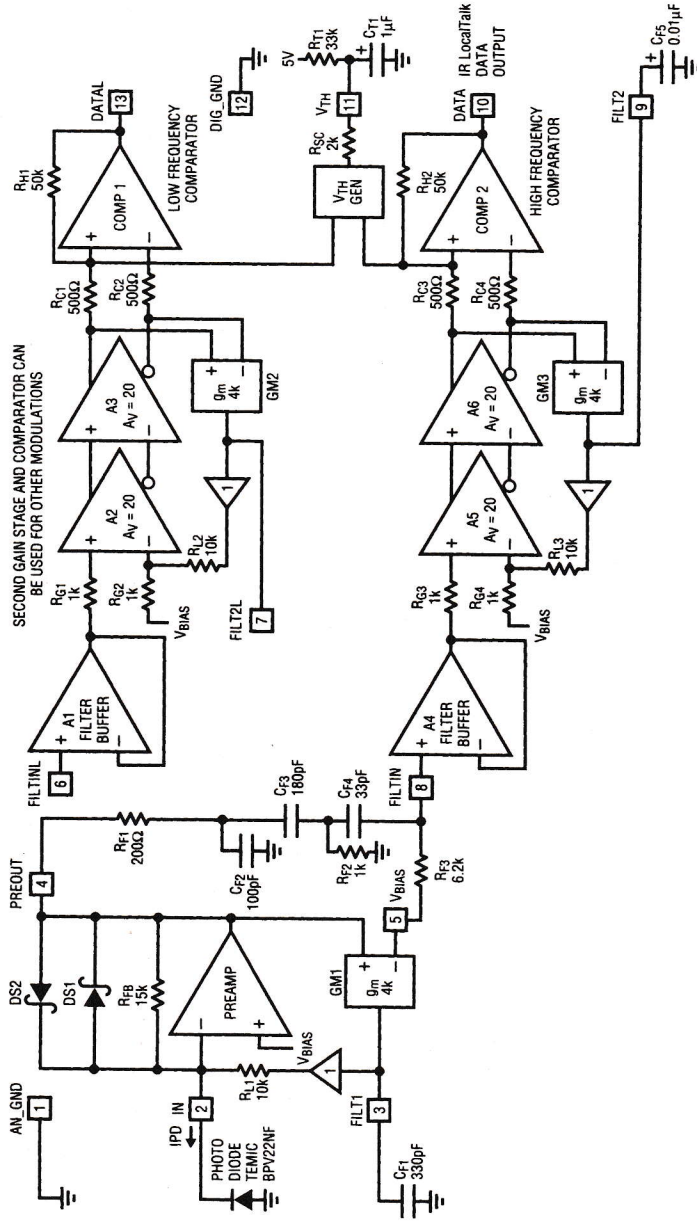 AN_GND
1
DS2
DS1
RFB
15k
PREAMP
VBIAS
IPD
IN
2
PHOTO
DIODE
TEMIC
BPV22NF
RL1
10k
1
FILT1
3
CF1
330pF
GM1
gm
4k
PREOUT
4
RF1
200Ω
CF2
100pF
CF3
180pF
CF4
33pF
RF2
1k
VBIAS
5
RF3
6.2k
FILTIN
8
FILTINL
6
A1
FILTER
BUFFER
SECOND GAIN STAGE AND COMPARATOR CAN
BE USED FOR OTHER MODULATIONS
RG1
1k
RG2
1k
VBIAS
A2
AV = 20
A3
AV = 20
RL2
10k
1
FILT2L
7
gm
4k
GM2
RC1
500Ω
RC2
500Ω
RH1
50k
COMP 1
DATAL
13
LOW FREQUENCY
COMPARATOR
DIG_GND
12
5V
RT1
33k
CT1
1µF
VTH
11
RSC
2k
VTH
GEN
A4
FILTER
BUFFER
RG3
1k
RG4
1k
VBIAS
A5
AV = 20
A6
AV = 20
RL3
10k
1
gm
4k
GM3
RC3
500Ω
RC4
500Ω
RH2
50k
COMP 2
DATA
10
IR LocalTalk
DATA
OUTPUT
HIGH FREQUENCY
COMPARATOR
FILT2
9
CF5
0.01µF